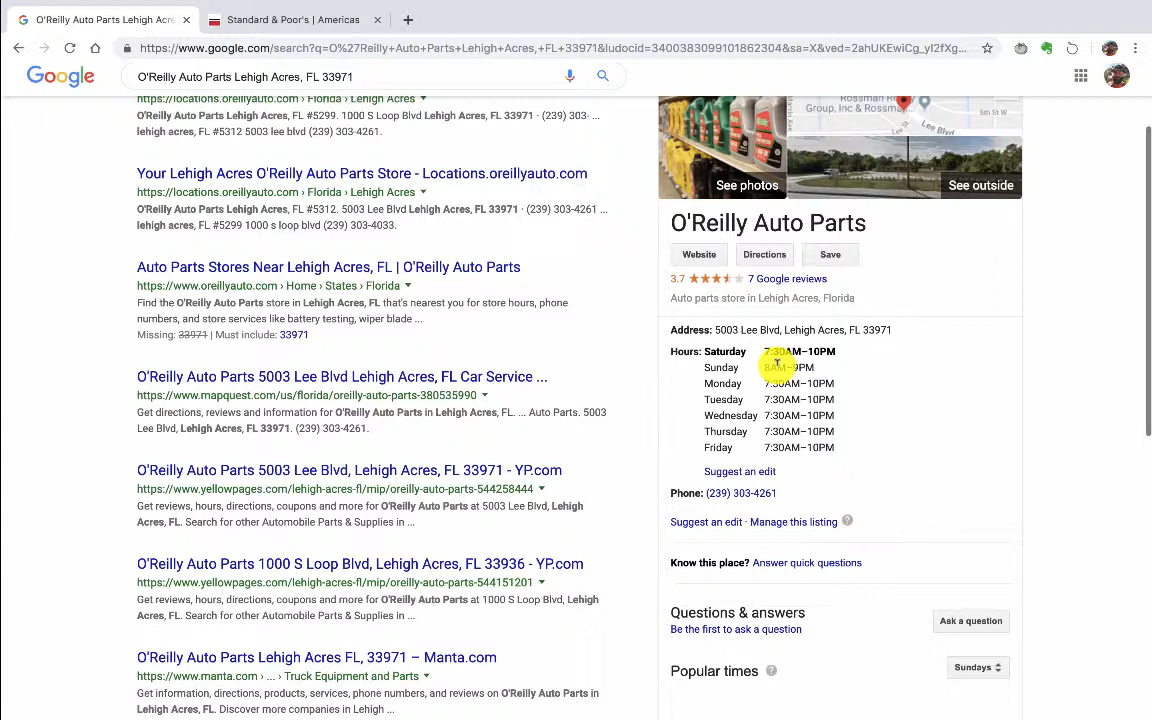 O'Reilly Auto Parts Lehigh Acre
Standard & Poor's | Americas
https://www.google.com/search?q=O%27Reilly+Auto+Parts+Lehigh+Acres,+FL+33971&ludocid=3400383099101862304&sa=X&ved=2ahUKEwiCg_yI2fXg...
Google
O'Reilly Auto Parts Lehigh Acres, FL 33971
https://locations.oreillyauto.com › Florida › Lehigh Acres
O'Reilly Auto Parts Lehigh Acres, FL #5299. 1000 S Loop Blvd Lehigh Acres, FL 33971 · (239) 303- ...
lehigh acres, FL #5312 5003 lee blvd (239) 303-4261.
Your Lehigh Acres O'Reilly Auto Parts Store - Locations.oreillyauto.com
https://locations.oreillyauto.com › Florida › Lehigh Acres
O'Reilly Auto Parts Lehigh Acres, FL #5312. 5003 Lee Blvd Lehigh Acres, FL 33971 · (239) 303-4261 ...
lehigh acres, FL #5299 1000 s loop blvd (239) 303-4033.
Auto Parts Stores Near Lehigh Acres, FL | O'Reilly Auto Parts
https://www.oreillyauto.com › Home › States › Florida
Find the O'Reilly Auto Parts store in Lehigh Acres, FL that's nearest you for store hours, phone
numbers, and store services like battery testing, wiper blade ...
Missing: 33971 | Must include: 33971
O'Reilly Auto Parts 5003 Lee Blvd Lehigh Acres, FL Car Service ...
https://www.mapquest.com/us/florida/oreilly-auto-parts-380535990
Get directions, reviews and information for O'Reilly Auto Parts in Lehigh Acres, FL. ... Auto Parts. 5003
Lee Blvd, Lehigh Acres, FL 33971. (239) 303-4261.
O'Reilly Auto Parts 5003 Lee Blvd, Lehigh Acres, FL 33971 - YP.com
https://www.yellowpages.com/lehigh-acres-fl/mip/oreilly-auto-parts-544258444
Get reviews, hours, directions, coupons and more for O'Reilly Auto Parts at 5003 Lee Blvd, Lehigh
Acres, FL. Search for other Automobile Parts & Supplies in ...
O'Reilly Auto Parts 1000 S Loop Blvd, Lehigh Acres, FL 33936 - YP.com
https://www.yellowpages.com/lehigh-acres-fl/mip/oreilly-auto-parts-544151201
Get reviews, hours, directions, coupons and more for O'Reilly Auto Parts at 1000 S Loop Blvd, Lehigh
Acres, FL. Search for other Automobile Parts & Supplies in ...
O'Reilly Auto Parts Lehigh Acres FL, 33971 – Manta.com
https://www.manta.com › ... › Truck Equipment and Parts
Get information, directions, products, services, phone numbers, and reviews on O'Reilly Auto Parts in
Lehigh Acres, FL. Discover more companies in Lehigh ...
Rossman Re
Group, Inc & Rossma
5th St W
Lee Blvd
See photos
See outside
O'Reilly Auto Parts
Website
Directions
Save
3.7
7 Google reviews
Auto parts store in Lehigh Acres, Florida
Address: 5003 Lee Blvd, Lehigh Acres, FL 33971
Hours: Saturday 7:30AM–10PM
Sunday 8AM–9PM
Monday 7:30AM–10PM
Tuesday 7:30AM–10PM
Wednesday 7:30AM–10PM
Thursday 7:30AM–10PM
Friday 7:30AM–10PM
Suggest an edit
Phone: (239) 303-4261
Suggest an edit · Manage this listing
Know this place? Answer quick questions
Questions & answers
Be the first to ask a question
Ask a question
Popular times
Sundays